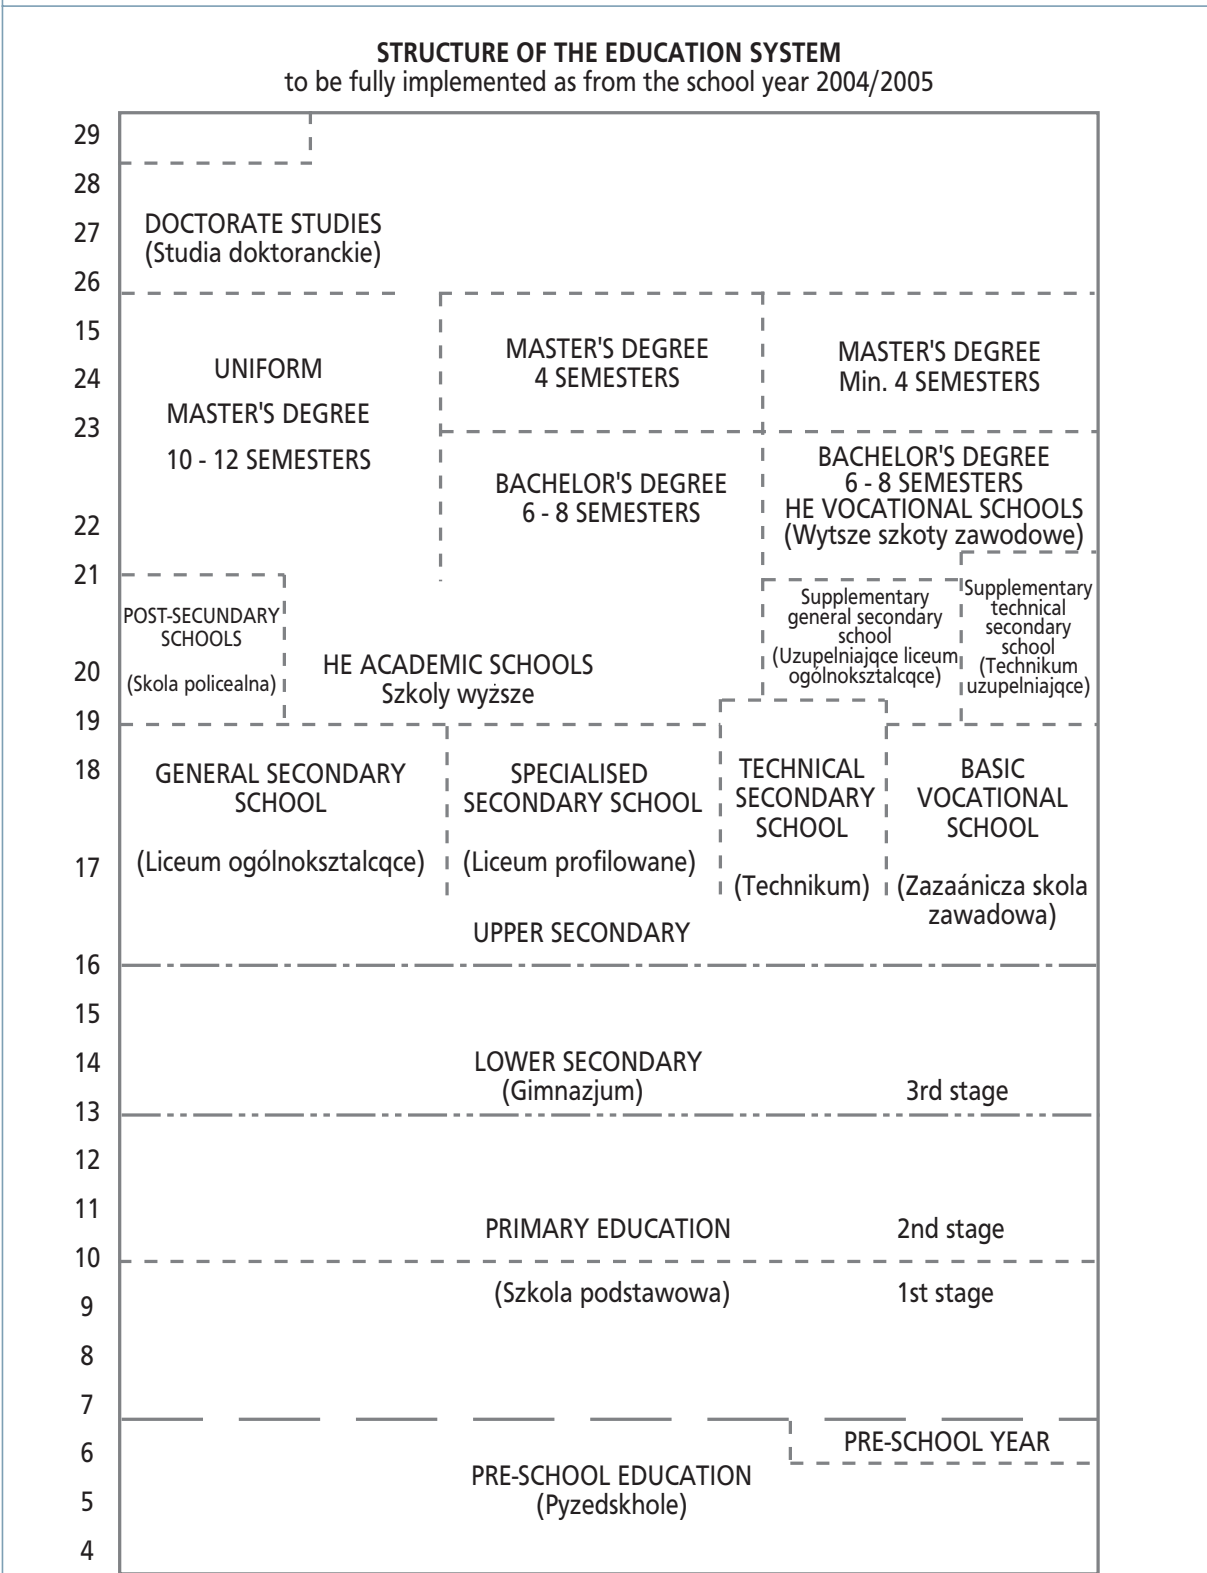 STRUCTURE OF THE EDUCATION SYSTEM
to be fully implemented as from the school year 2004/2005
29
28
27
26
15
24
23
22
21
20
19
18
17
16
15
14
13
12
11
10
9
8
7
6
5
4
DOCTORATE STUDIES
(Studia doktoranckie)
UNIFORM
MASTER'S DEGREE
10 - 12 SEMESTERS
MASTER'S DEGREE
4 SEMESTERS
MASTER'S DEGREE
Min. 4 SEMESTERS
BACHELOR'S DEGREE
6 - 8 SEMESTERS
BACHELOR'S DEGREE
6 - 8 SEMESTERS
HE VOCATIONAL SCHOOLS
(Wytsze szkoty zawodowe)
POST-SECUNDARY
SCHOOLS
(Skola policealna)
HE ACADEMIC SCHOOLS
Szkoly wyższe
Supplementary
general secondary
school
(Uzupelniajqce liceum
ogólnoksztalcqce)
Supplementary
technical
secondary
school
(Technikum
uzupelniajqce)
GENERAL SECONDARY
SCHOOL
(Liceum ogólnoksztalcqce)
SPECIALISED
SECONDARY SCHOOL
(Liceum profilowane)
TECHNICAL
SECONDARY
SCHOOL
(Technikum)
BASIC
VOCATIONAL
SCHOOL
(Zazaánicza skola
zawadowa)
UPPER SECONDARY
LOWER SECONDARY
(Gimnazjum)
3rd stage
PRIMARY EDUCATION
2nd stage
(Szkola podstawowa)
1st stage
PRE-SCHOOL YEAR
PRE-SCHOOL EDUCATION
(Pyzedskhole)